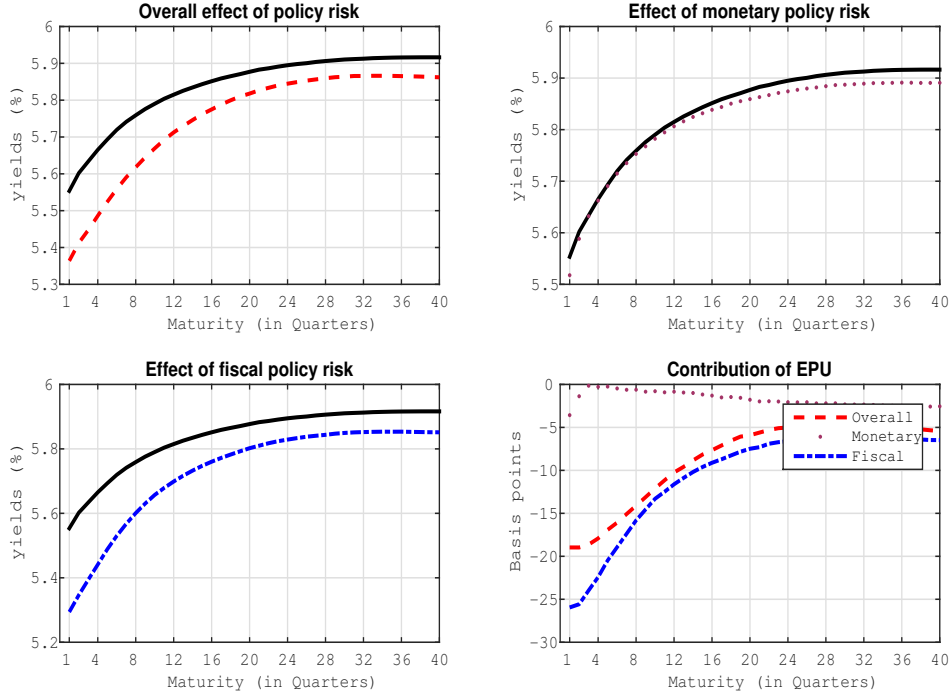 Overall effect of policy risk
6
5.9
5.8
5.7
5.6
5.5
5.4
5.3
yields (%)
1 4 8 12 16 20 24 28 32 36 40
Maturity (in Quarters)
Effect of monetary policy risk
6
5.9
5.8
5.7
5.6
5.5
yields (%)
1 4 8 12 16 20 24 28 32 36 40
Maturity (in Quarters)
Effect of fiscal policy risk
6
5.8
5.6
5.4
5.2
yields (%)
1 4 8 12 16 20 24 28 32 36 40
Maturity (in Quarters)
Contribution of EPU
0
-5
-10
-15
-20
-25
-30
Basis points
Overall
Monetary
Fiscal
1 4 8 12 16 20 24 28 32 36 40
Maturity (in Quarters)